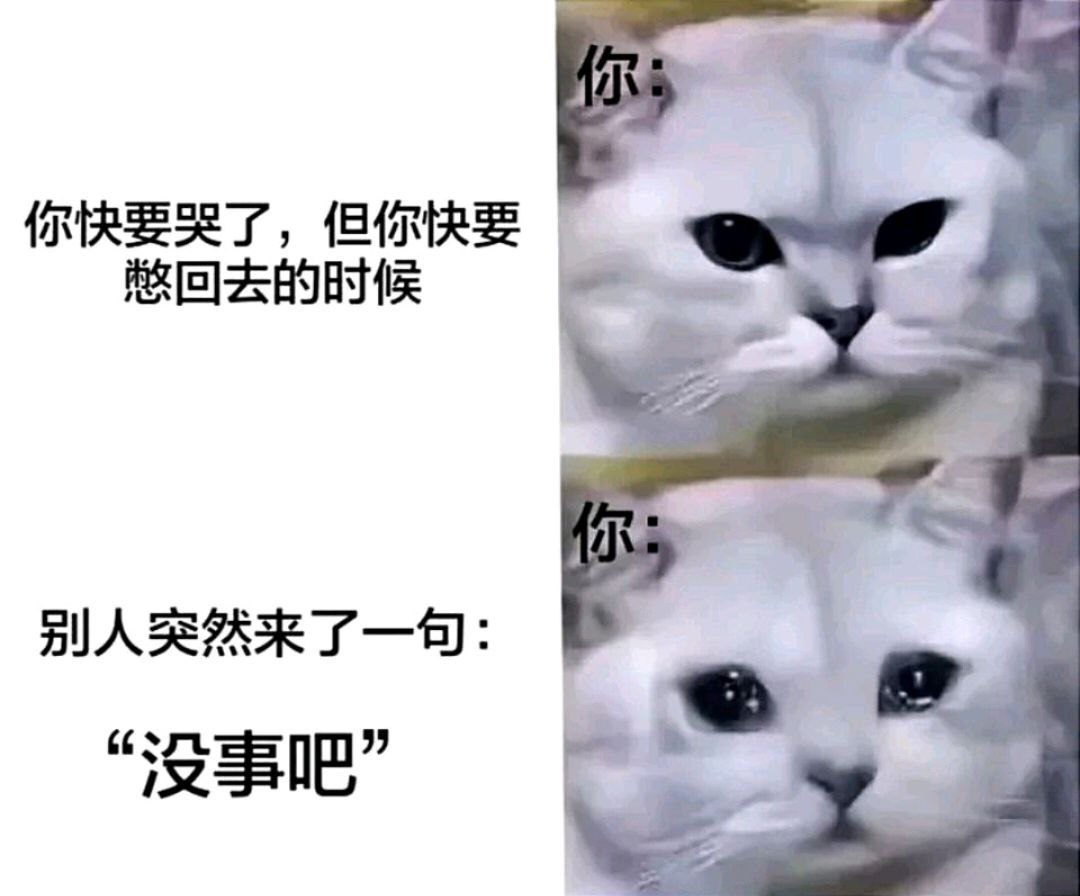 你：
你快要哭了，但你快要
憋回去的时候
你：
别人突然来了一句：
“没事吧”